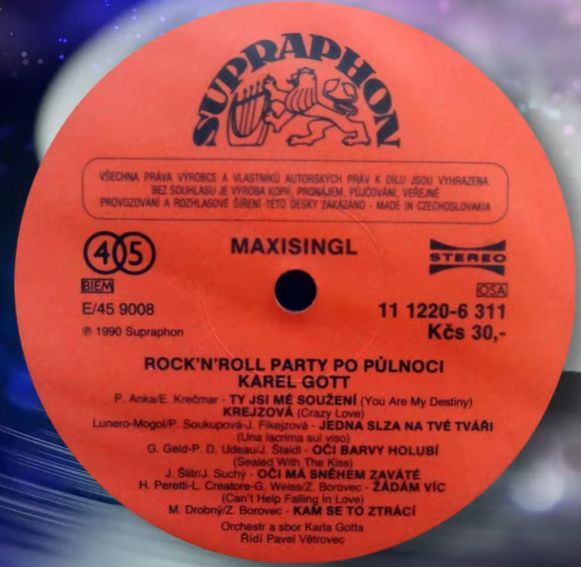 SUPRAPHON
VŠECHNA PRÁVA VÝROBCE A VLASTNÍKŮ AUTORSKÝCH PRÁV K DÍLU JSOU VYHRAZENA.
BEZ SOUHLASU JE VÝROBA KOPIÍ, PRONÁJEM, PŮJČOVÁNÍ, VEŘEJNÉ
PROVOZOVÁNÍ A ROZHLASOVÉ ŠÍŘENÍ TÉTO DESKY ZAKÁZÁNO - MADE IN CZECHOSLOVAKIA
45
MAXISINGL
STEREO
BIEM
OSA
E/45 9008
11 1220-6 311
℗ 1990 Supraphon
Kčs 30,-
ROCK'N'ROLL PARTY PO PŮLNOCI
KAREL GOTT
P. Anka/E. Krečmar - TY JSI MÉ SOUŽENÍ (You Are My Destiny)
KREJZOVÁ (Crazy Love)
Lunero-Mogol/P. Soukupová-J. Fikejzová - JEDNA SLZA NA TVÉ TVÁŘI
(Una lacrima sul viso)
G. Geld-P. D. Udeau/J. Štaidl - OČI BARVY HOLUBÍ
(Sealed With The Kiss)
J. Šlitr/J. Suchý - OČI MÁ SNĚHEM ZAVÁTÉ
H. Peretti-L. Creatore-G. Weiss/Z. Borovec - ŽÁDÁM VÍC
(Can't Help Falling In Love)
M. Drobný/Z. Borovec - KAM SE TO ZTRÁCÍ
Orchestr a sbor Karla Gotta
Řídí Pavel Větrovec